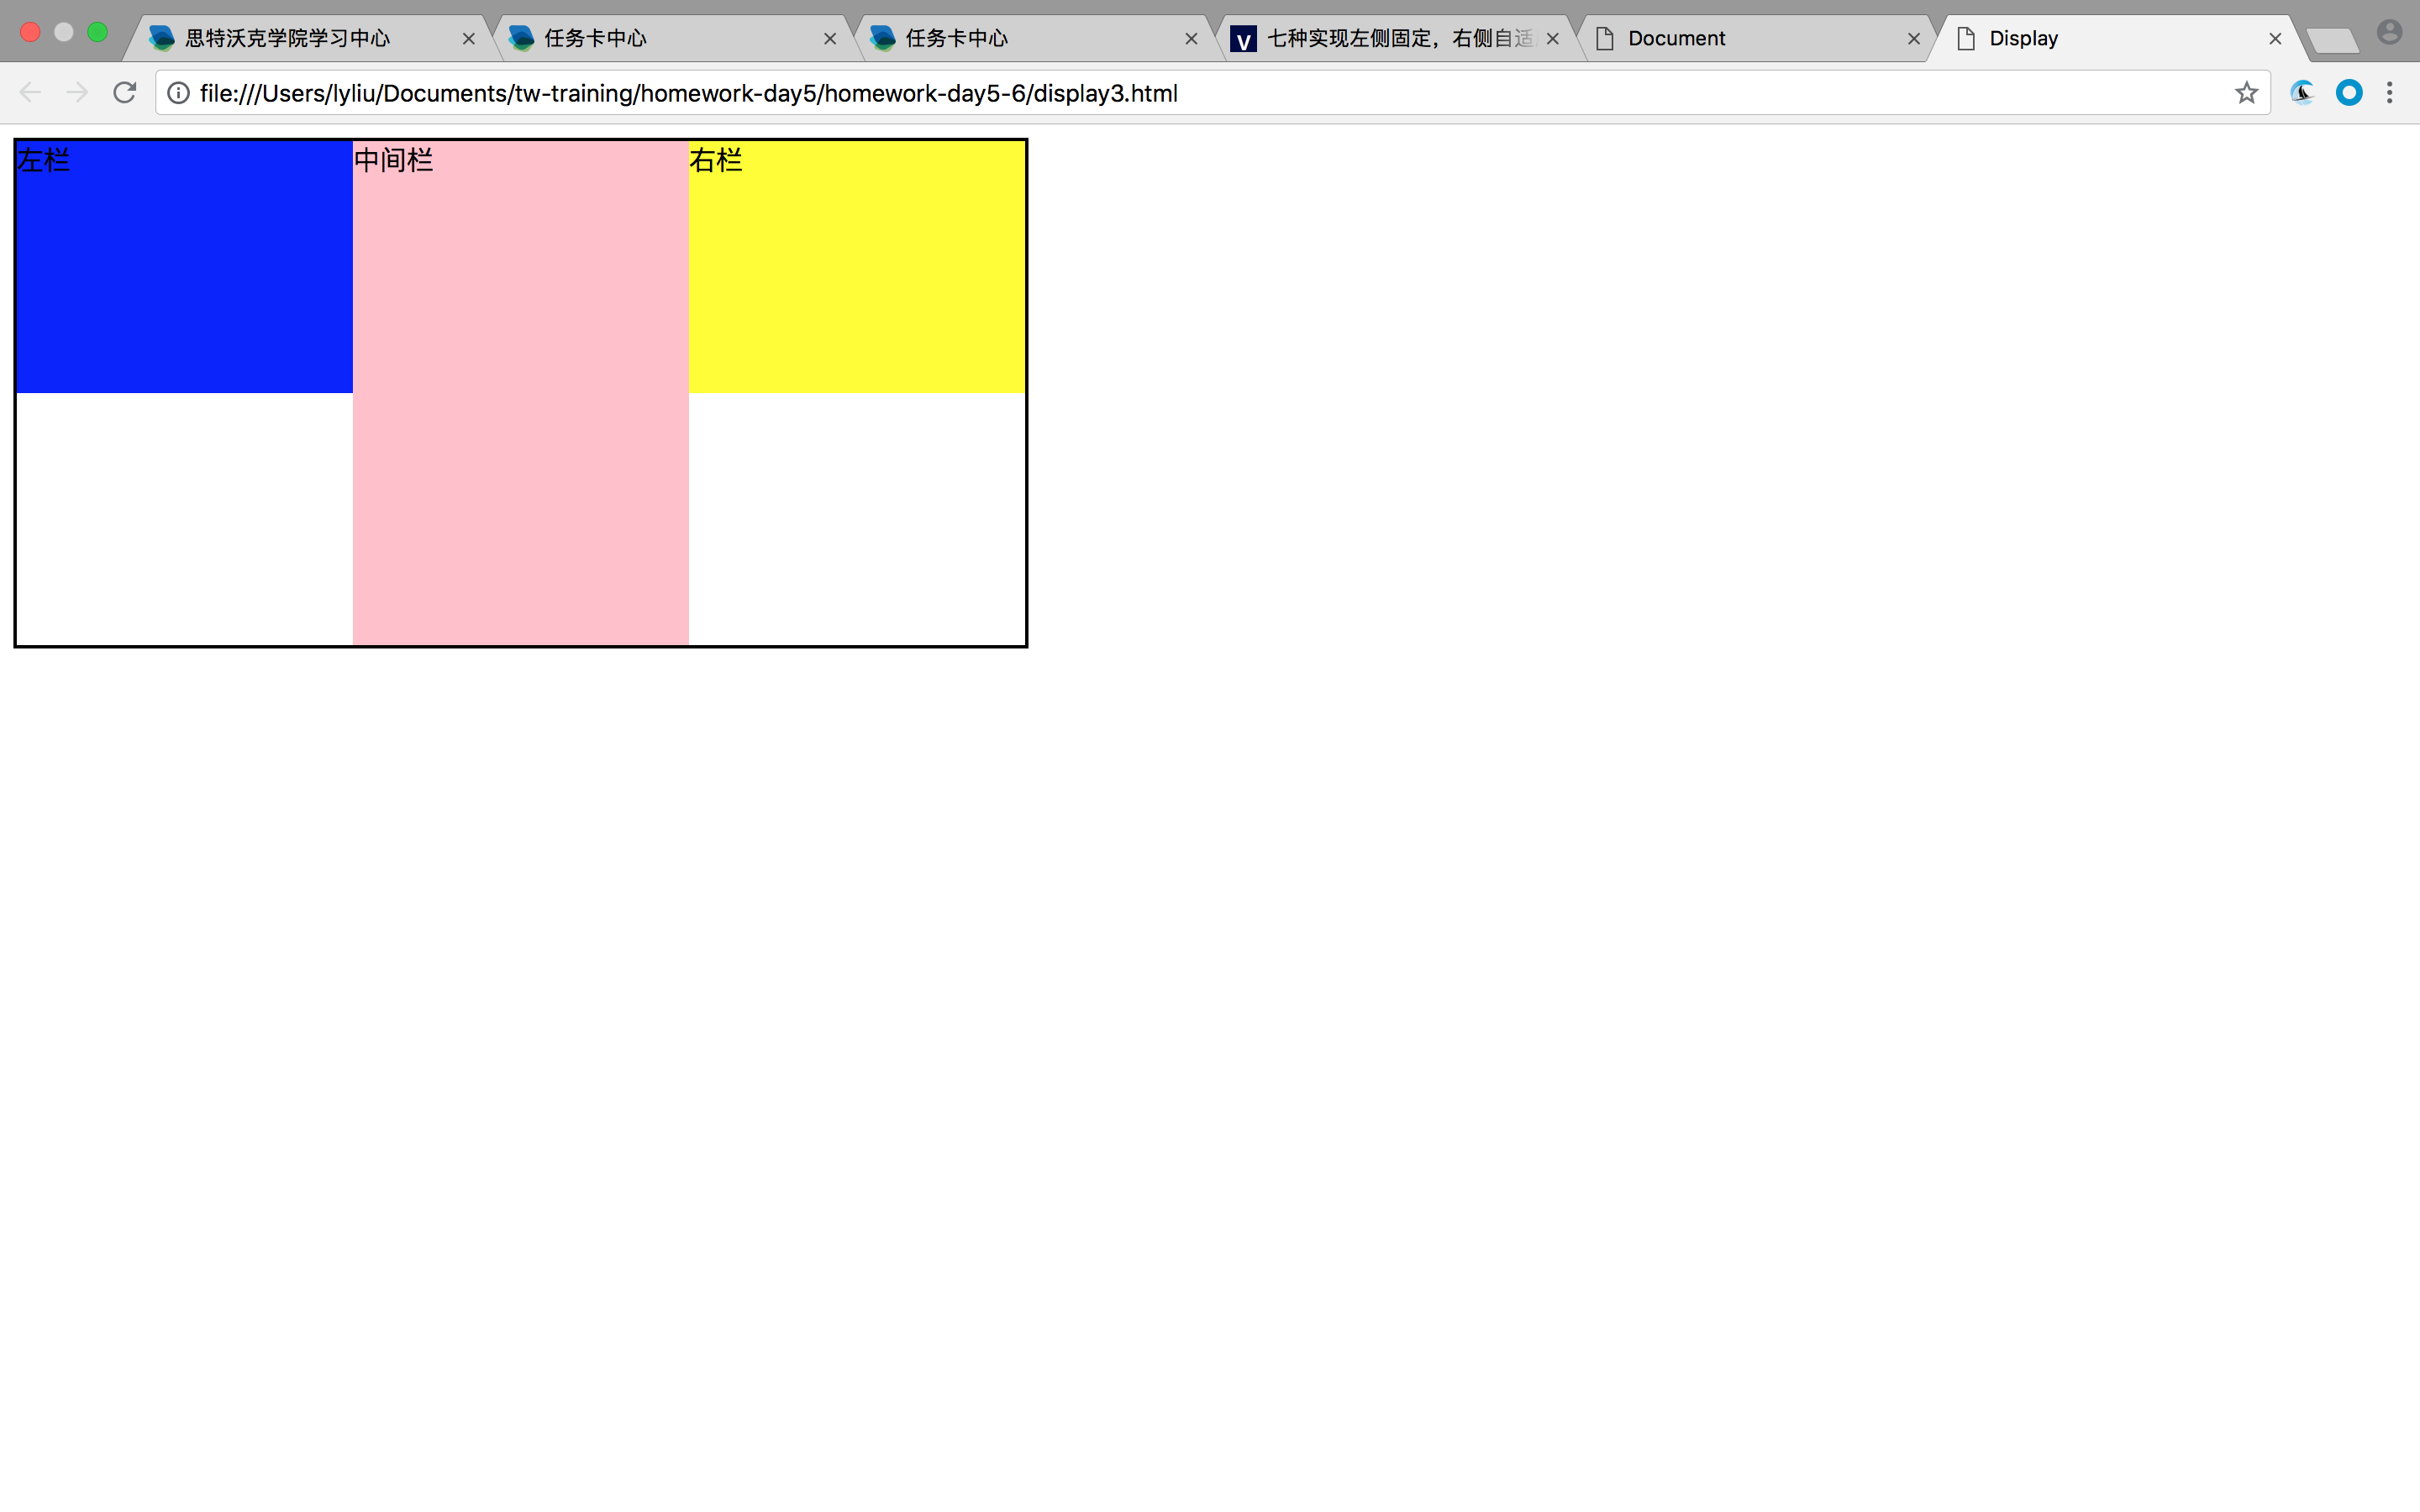 思特沃克学院学习中心
任务卡中心
任务卡中心
V 七种实现左侧固定，右侧自适
Document
Display
file:///Users/lyliu/Documents/tw-training/homework-day5/homework-day5-6/display3.html
左栏
中间栏
右栏